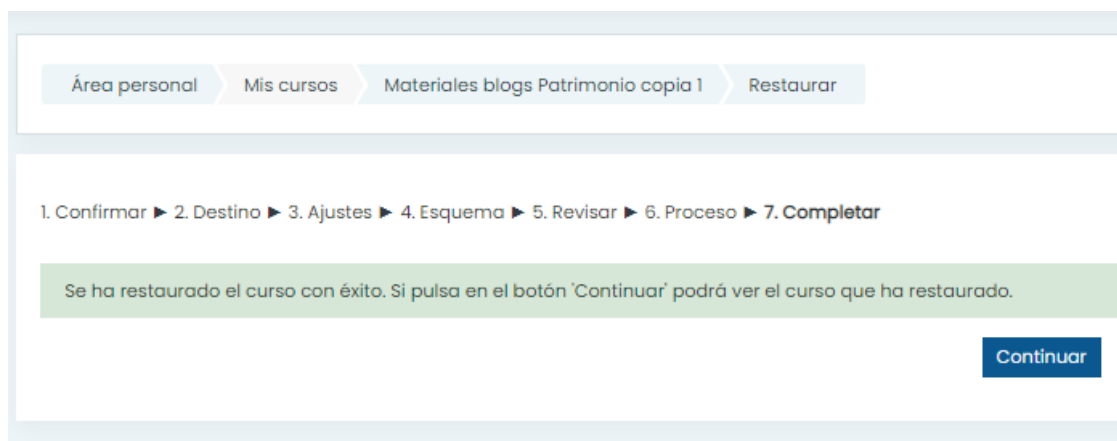 Área personal Mis cursos Materiales blogs Patrimonio copia 1 Restaurar
1. Confirmar ► 2. Destino ► 3. Ajustes ► 4. Esquema ► 5. Revisar ► 6. Proceso ► 7. Completar
Se ha restaurado el curso con éxito. Si pulsa en el botón 'Continuar' podrá ver el curso que ha restaurado.
Continuar